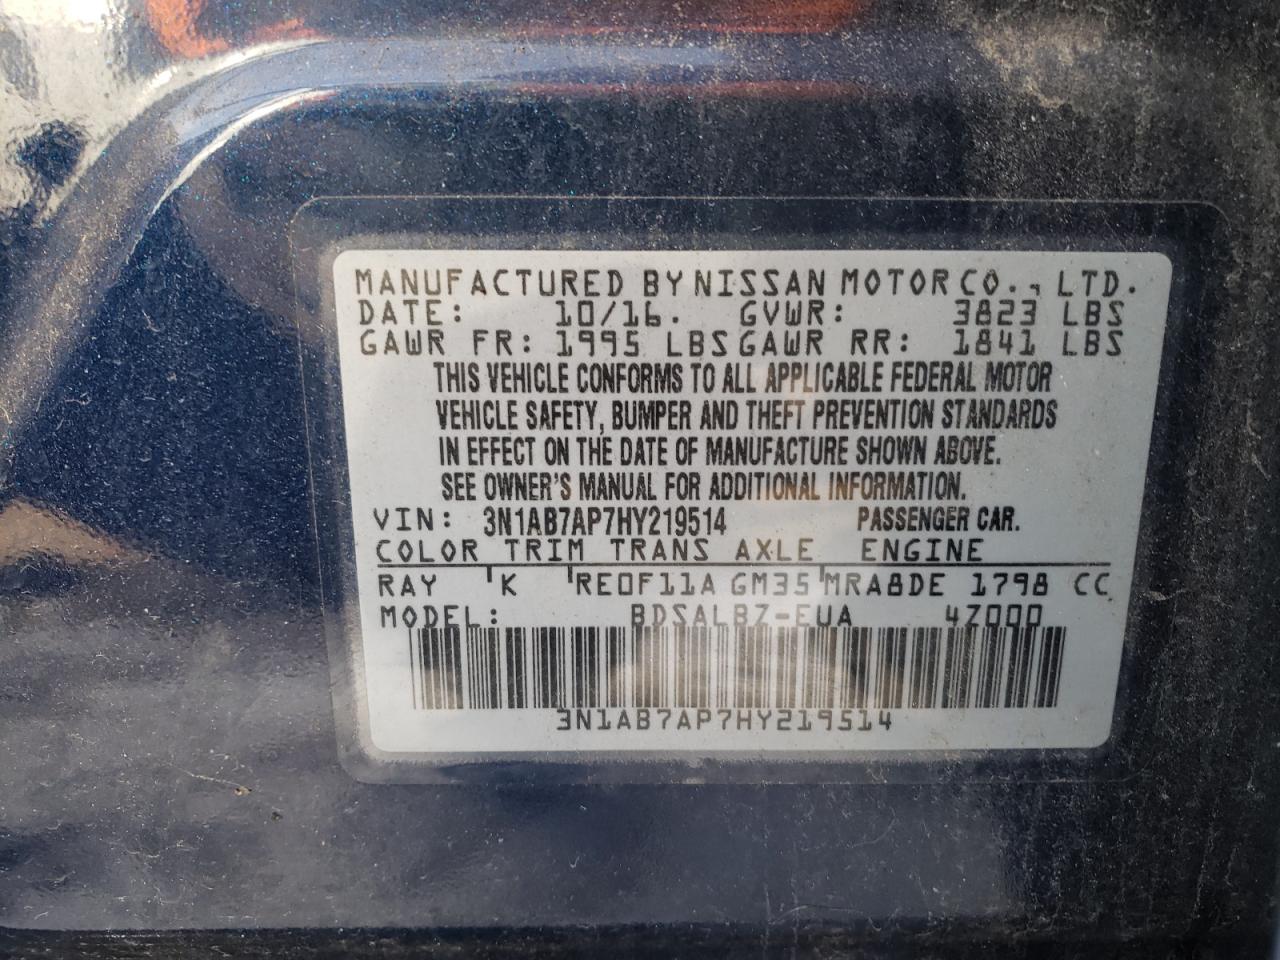 MANUFACTURED BY NISSAN MOTOR CO., LTD.
DATE: 10/16. GVWR: 3823 LBS
GAWR FR: 1995 LBS GAWR RR: 1841 LBS
THIS VEHICLE CONFORMS TO ALL APPLICABLE FEDERAL MOTOR
VEHICLE SAFETY, BUMPER AND THEFT PREVENTION STANDARDS
IN EFFECT ON THE DATE OF MANUFACTURE SHOWN ABOVE.
SEE OWNER'S MANUAL FOR ADDITIONAL INFORMATION.
VIN: 3N1AB7AP7HY219514 PASSENGER CAR.
COLOR TRIM TRANS AXLE ENGINE
RAY K RE0F11A GM35 MRA8DE 1798 CC
MODEL: BDSALBZ-EUA 4Z000
3N1AB7AP7HY219514